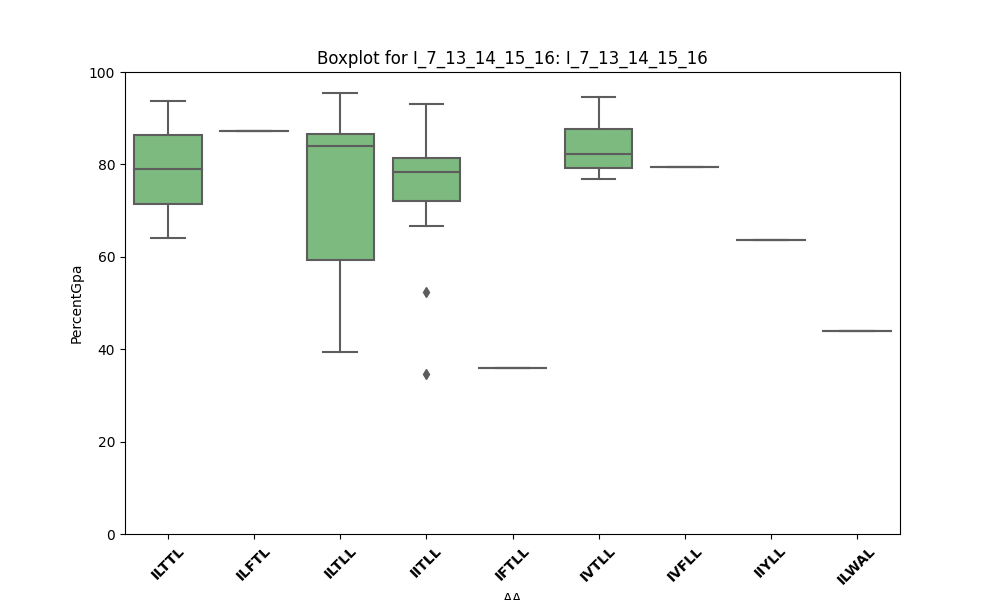 Boxplot for I_7_13_14_15_16: I_7_13_14_15_16
100
80
60
40
20
0
PercentGpa
ILTTL
ILFTL
ILTLL
IITLL
IFTLL
IVTLL
IVFLL
IIYLL
ILWAL
AA